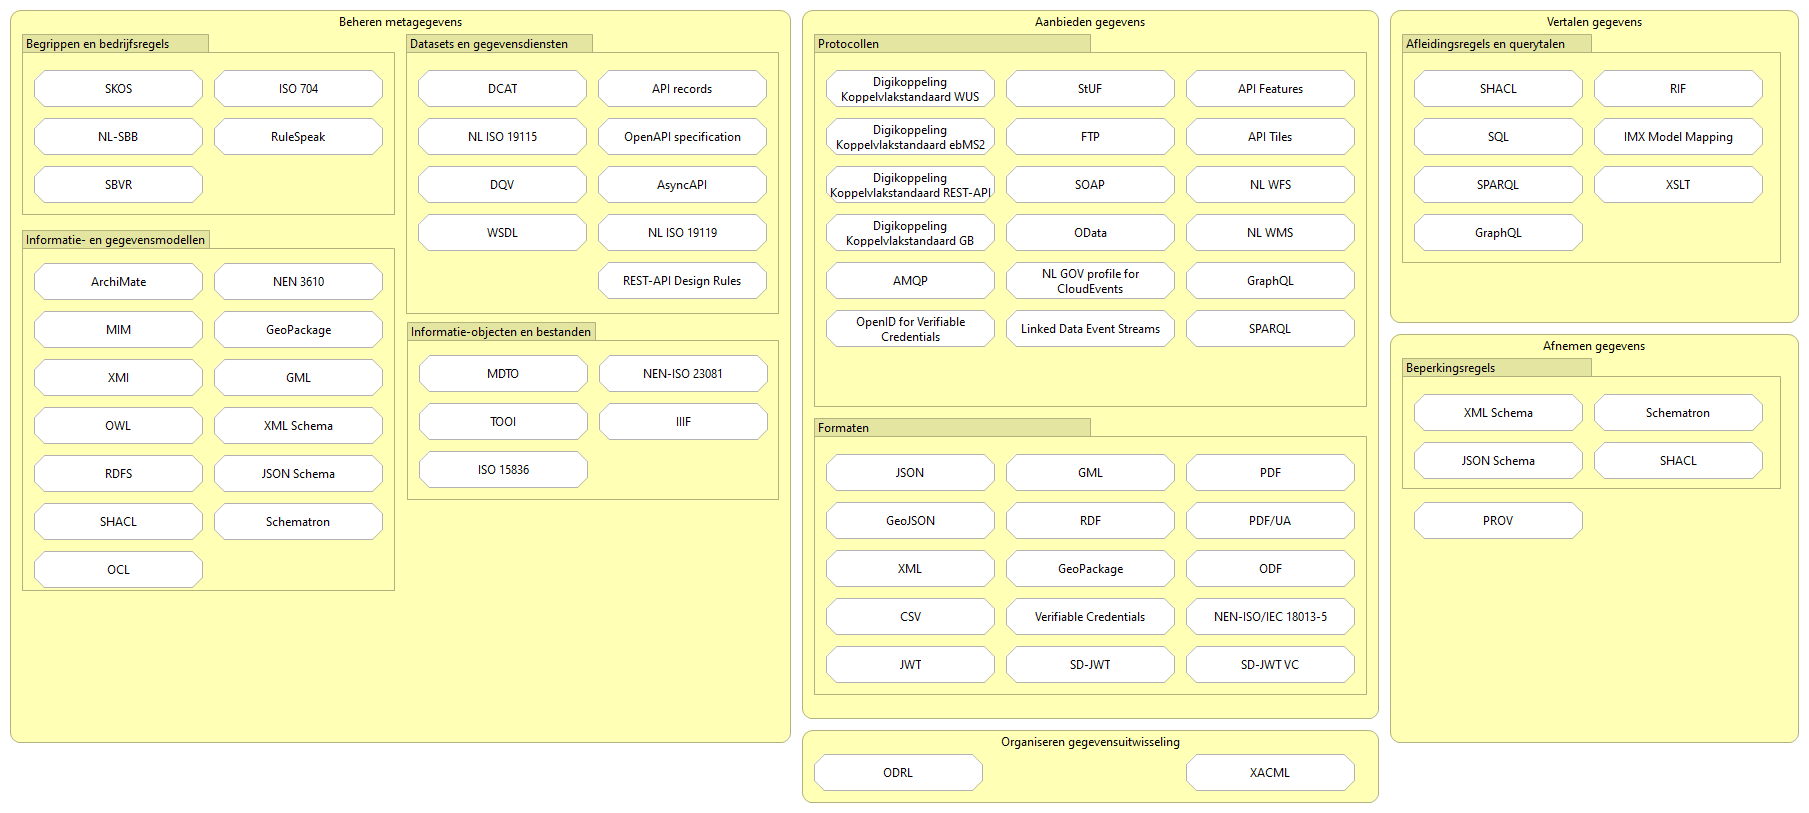 Beheren metagegevens
Begrippen en bedrijfsregels
SKOS
ISO 704
NL-SBB
RuleSpeak
SBVR
Informatie- en gegevensmodellen
ArchiMate
NEN 3610
MIM
GeoPackage
XMI
GML
OWL
XML Schema
RDFS
JSON Schema
SHACL
Schematron
OCL
Datasets en gegevensdiensten
DCAT
API records
NL ISO 19115
OpenAPI specification
DQV
AsyncAPI
WSDL
NL ISO 19119
REST-API Design Rules
Informatie-objecten en bestanden
MDTO
NEN-ISO 23081
TOOI
IIIF
ISO 15836
Aanbieden gegevens
Protocollen
Digikoppeling
Koppelvlakstandaard WUS
StUF
API Features
Digikoppeling
Koppelvlakstandaard ebMS2
FTP
API Tiles
Digikoppeling
Koppelvlakstandaard REST-API
SOAP
NL WFS
Digikoppeling
Koppelvlakstandaard GB
OData
NL WMS
AMQP
NL GOV profile for
CloudEvents
GraphQL
OpenID for Verifiable
Credentials
Linked Data Event Streams
SPARQL
Formaten
JSON
GML
PDF
GeoJSON
RDF
PDF/UA
XML
GeoPackage
ODF
CSV
Verifiable Credentials
NEN-ISO/IEC 18013-5
JWT
SD-JWT
SD-JWT VC
Organiseren gegevensuitwisseling
ODRL
XACML
Vertalen gegevens
Afleidingsregels en querytalen
SHACL
RIF
SQL
IMX Model Mapping
SPARQL
XSLT
GraphQL
Afnemen gegevens
Beperkingsregels
XML Schema
Schematron
JSON Schema
SHACL
PROV